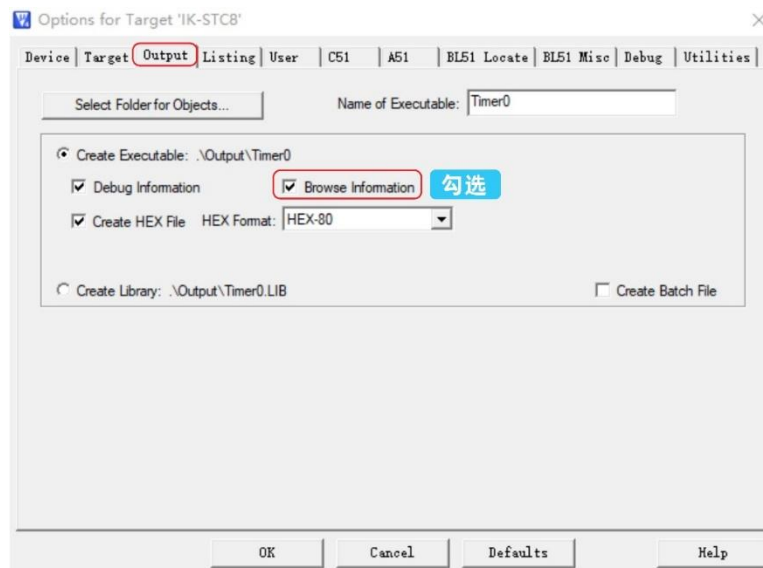 Options for Target 'IK-STC8'
Device Target Output Listing User C51 A51 BL51 Locate BL51 Misc Debug Utilities
Select Folder for Objects... Name of Executable: Timer0
Create Executable: .\Output\Timer0
Debug Information Browse Information 勾选
Create HEX File HEX Format: HEX-80
Create Library: .\Output\Timer0.LIB Create Batch File
OK Cancel Defaults Help